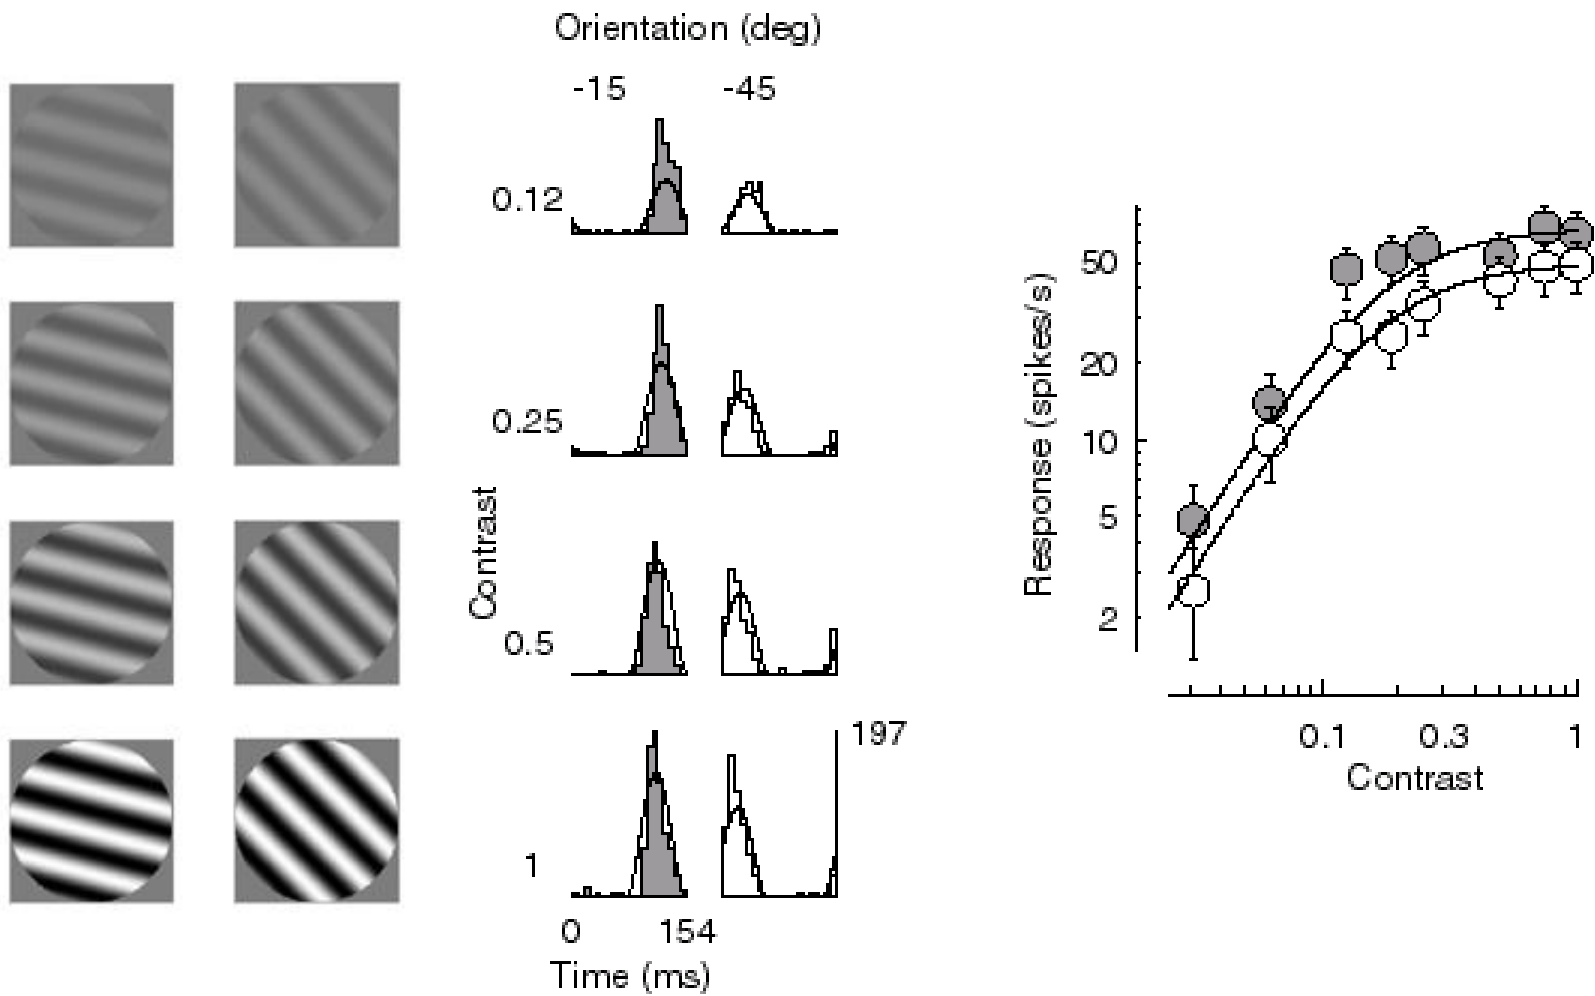 Orientation (deg)
-15 -45
0.12
0.25
0.5
1
Contrast
197
0 154
Time (ms)
Response (spikes/s)
50
20
10
5
2
0.1 0.3 1
Contrast